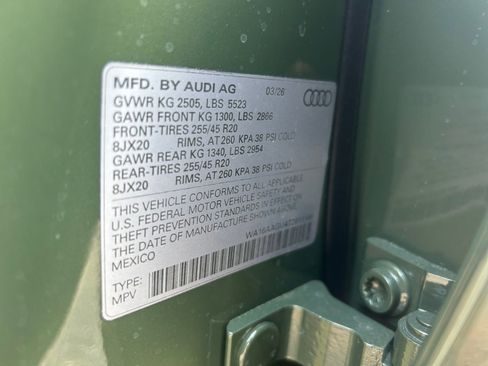 MFD. BY AUDI AG 03/26
GVWR KG 2505, LBS 5523
GAWR FRONT KG 1300, LBS 2866
FRONT-TIRES 255/45 R20
8JX20 RIMS, AT 260 KPA 38 PSI COLD
GAWR REAR KG 1340, LBS 2954
REAR-TIRES 255/45 R20
8JX20 RIMS, AT 260 KPA 38 PSI COLD
THIS VEHICLE CONFORMS TO ALL APPLICABLE
U.S. FEDERAL MOTOR VEHICLE SAFETY AND
THEFT PREVENTION STANDARDS IN EFFECT ON
THE DATE OF MANUFACTURE SHOWN ABOVE.
MEXICO
TYPE:
MPV